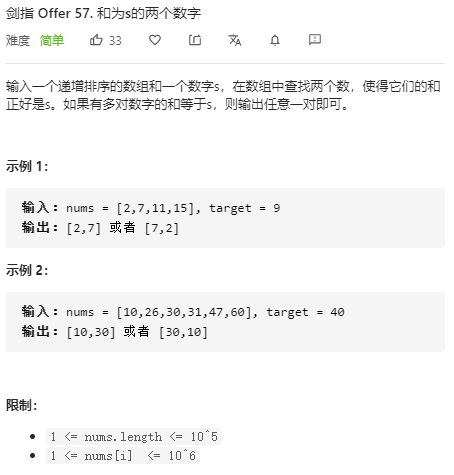 剑指 Offer 57. 和为s的两个数字
难度 简单 33
输入一个递增排序的数组和一个数字s，在数组中查找两个数，使得它们的和
正好是s。如果有多对数字的和等于s，则输出任意一对即可。
示例 1：
输入：nums = [2,7,11,15], target = 9
输出：[2,7] 或者 [7,2]
示例 2：
输入：nums = [10,26,30,31,47,60], target = 40
输出：[10,30] 或者 [30,10]
限制：
1 <= nums.length <= 10^5
1 <= nums[i] <= 10^6